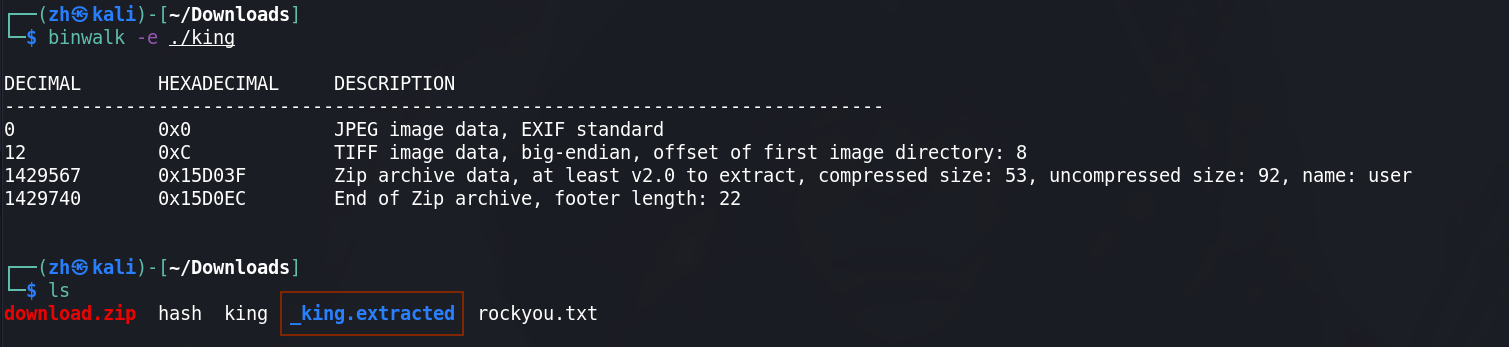 ┌──(zh㉿kali)-[~/Downloads]
└─$ binwalk -e ./king
DECIMAL       HEXADECIMAL     DESCRIPTION
--------------------------------------------------------------------------------
0             0x0             JPEG image data, EXIF standard
12            0xC             TIFF image data, big-endian, offset of first image directory: 8
1429567       0x15D03F        Zip archive data, at least v2.0 to extract, compressed size: 53, uncompressed size: 92, name: user
1429740       0x15D0EC        End of Zip archive, footer length: 22
┌──(zh㉿kali)-[~/Downloads]
└─$ ls
download.zip  hash  king  _king.extracted  rockyou.txt